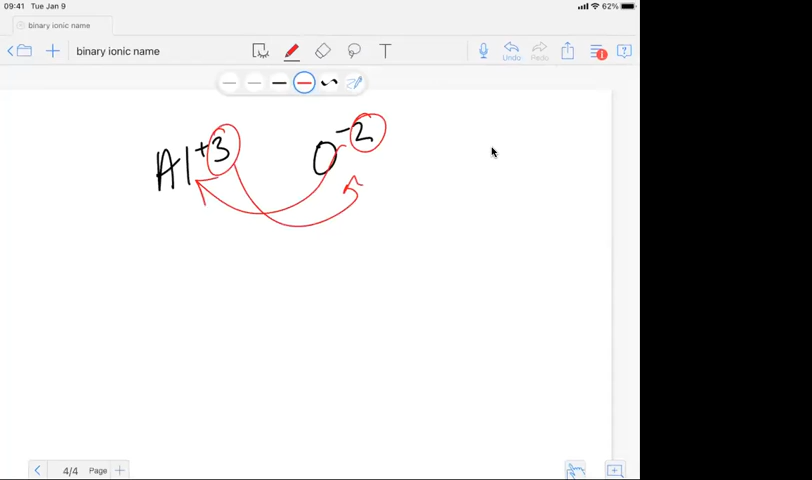 09:41 Tue Jan 9 62%
binary ionic name
binary ionic name T Undo Redo ?
Al+3 O-2
4/4 Page